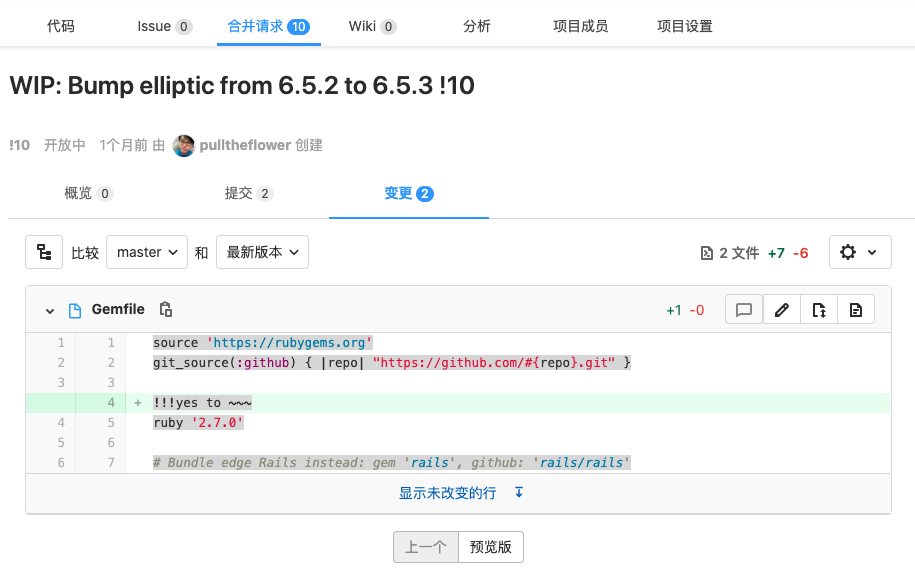 代码 Issue 0 合并请求 10 Wiki 0 分析 项目成员 项目设置
WIP: Bump elliptic from 6.5.2 to 6.5.3 !10
!10 开放中 1个月前 由 pulltheflower 创建
概览 0 提交 2 变更 2
比较 master 和 最新版本 2 文件 +7 -6
Gemfile +1 -0
1 1 source 'https://rubygems.org'
2 2 git_source(:github) { |repo| "https://github.com/#{repo}.git" }
3 3
4 + !!!yes to ~~~
4 5 ruby '2.7.0'
5 6
6 7 # Bundle edge Rails instead: gem 'rails', github: 'rails/rails'
显示未改变的行
上一个 预览版